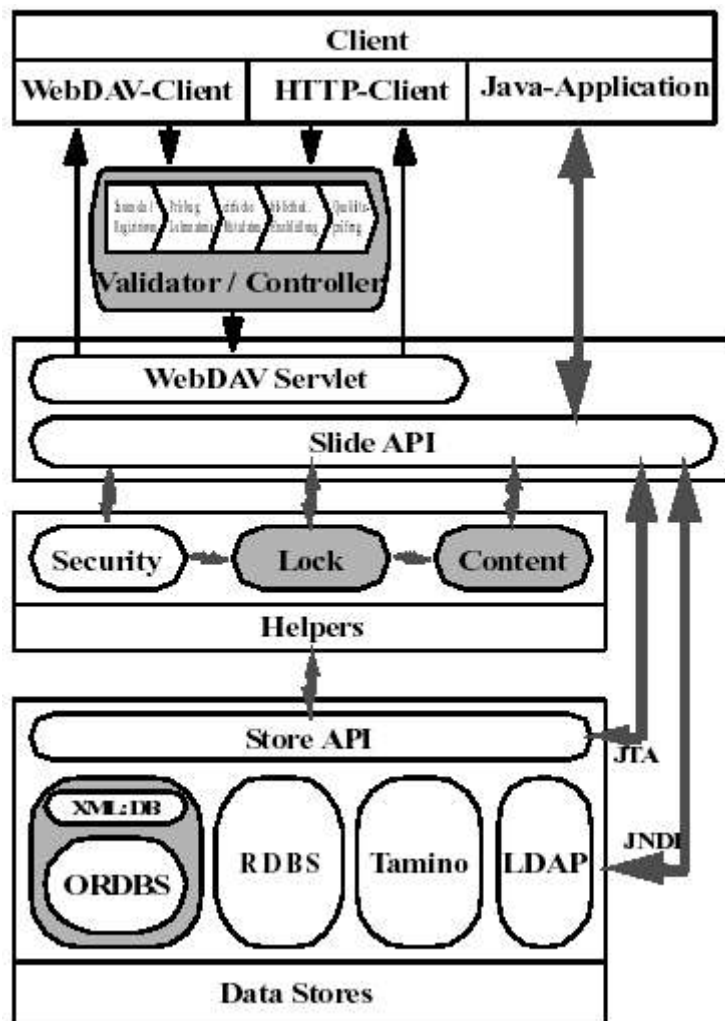 Client
WebDAV-Client
HTTP-Client
Java-Application
Validator / Controller
WebDAV Servlet
Slide API
Security
Lock
Content
Helpers
Store API
JTA
XML:DB
ORDBS
RDBS
Tamino
LDAP
JNDI
Data Stores